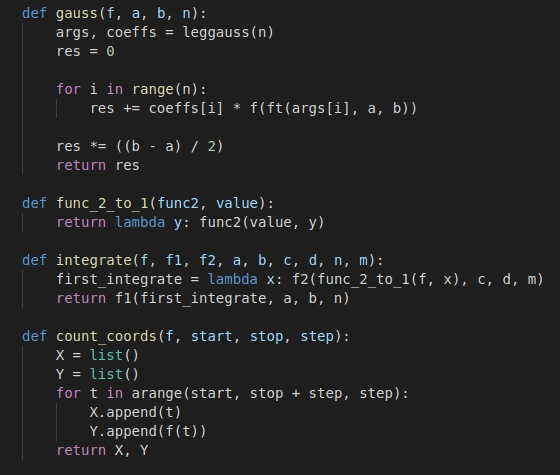 def gauss(f, a, b, n):
    args, coeffs = leggauss(n)
    res = 0

    for i in range(n):
        res += coeffs[i] * f(ft(args[i], a, b))

    res *= ((b - a) / 2)
    return res

def func_2_to_1(func2, value):
    return lambda y: func2(value, y)

def integrate(f, f1, f2, a, b, c, d, n, m):
    first_integrate = lambda x: f2(func_2_to_1(f, x), c, d, m)
    return f1(first_integrate, a, b, n)

def count_coords(f, start, stop, step):
    X = list()
    Y = list()
    for t in arange(start, stop + step, step):
        X.append(t)
        Y.append(f(t))
    return X, Y